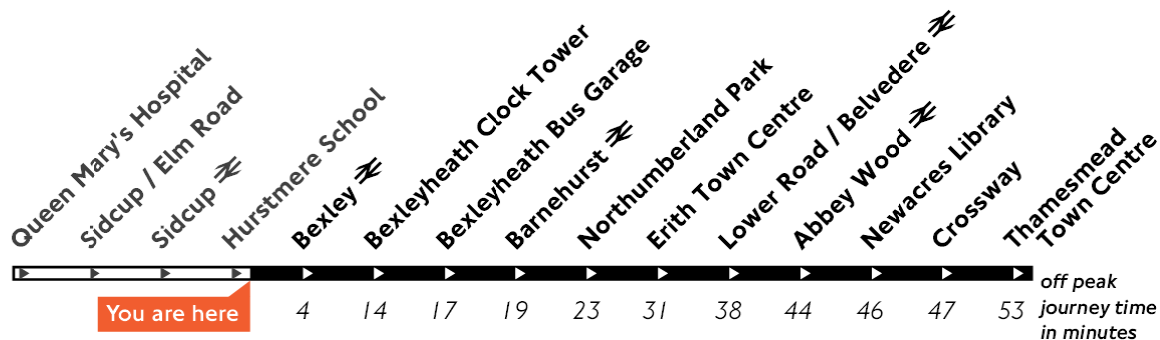 Queen Mary's Hospital
Sidcup / Elm Road
Sidcup
Hurstmere School
Bexley
Bexleyheath Clock Tower
Bexleyheath Bus Garage
Barnehurst
Northumberland Park
Erith Town Centre
Lower Road / Belvedere
Abbey Wood
Newacres Library
Crossway
Thamesmead
Town Centre
You are here
4 14 17 19 23 31 38 44 46 47 53
off peak
journey time
in minutes